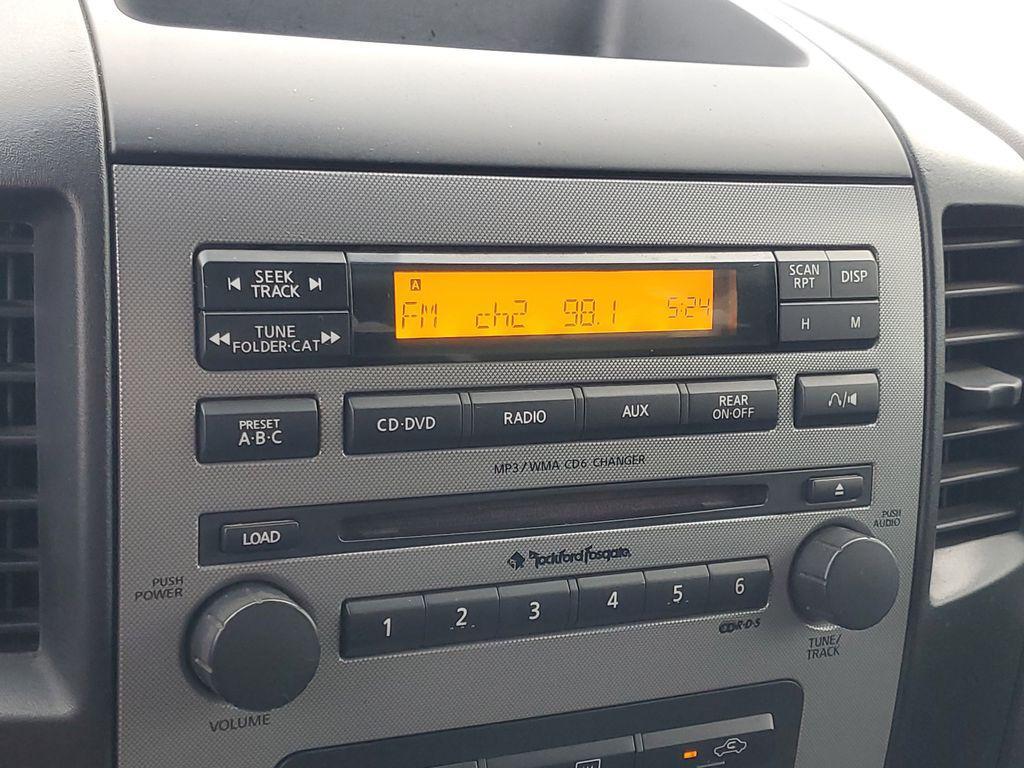 SEEK
TRACK
TUNE
FOLDER·CAT
A
FM ch2 98.1 5:24
SCAN
RPT
DISP
H M
PRESET
A·B·C
CD·DVD
RADIO
AUX
REAR
ON·OFF
MP3/WMA CD6 CHANGER
LOAD
PUSH
AUDIO
Rockford Fosgate
PUSH
POWER
1 2 3 4 5 6
R·D·S
TUNE/
TRACK
VOLUME